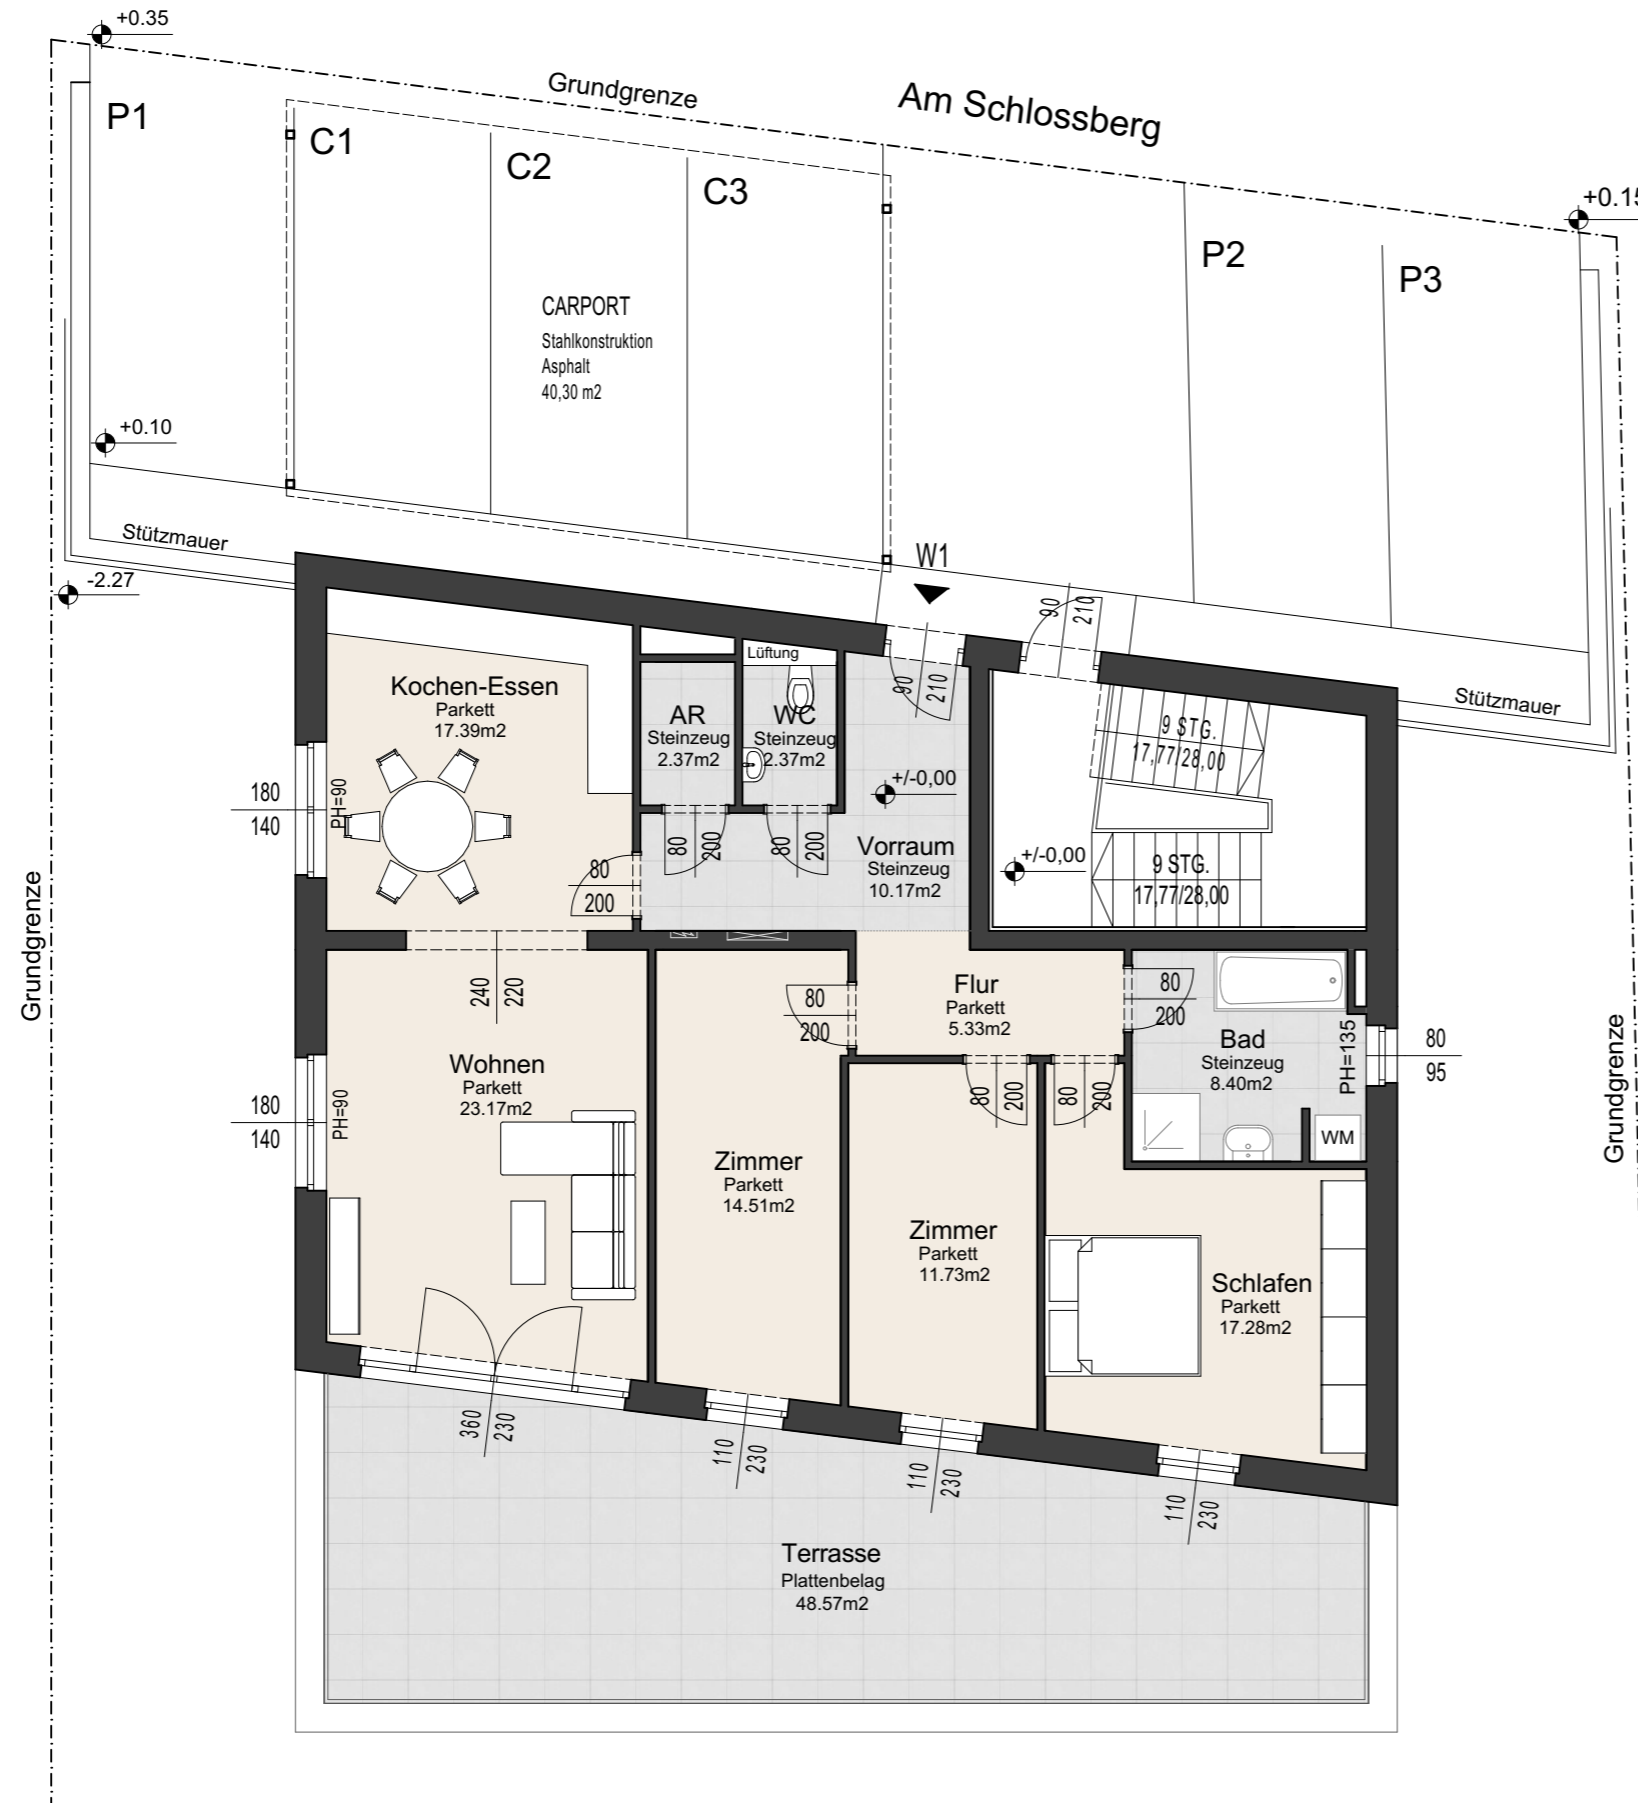 +0.35
Grundgrenze
Am Schlossberg
P1
C1
C2
C3
+0.15
P2
P3
CARPORT
Stahlkonstruktion
Asphalt
40,30 m2
+0.10
Stützmauer
-2.27
W1
90
210
90
210
Lüftung
Kochen-Essen
Parkett
17.39m2
AR
Steinzeug
2.37m2
WC
Steinzeug
2.37m2
Stützmauer
9 STG.
17,77/28,00
+/-0,00
180
140
PH=90
Vorraum
Steinzeug
10.17m2
80
200
80
200
+/-0,00
9 STG.
17,77/28,00
80
200
Grundgrenze
240
220
80
200
Flur
Parkett
5.33m2
80
200
Bad
Steinzeug
8.40m2
PH=135
80
95
Grundgrenze
Wohnen
Parkett
23.17m2
180
140
PH=90
80
200
80
200
WM
Zimmer
Parkett
14.51m2
Zimmer
Parkett
11.73m2
Schlafen
Parkett
17.28m2
360
230
110
230
110
230
110
230
Terrasse
Plattenbelag
48.57m2